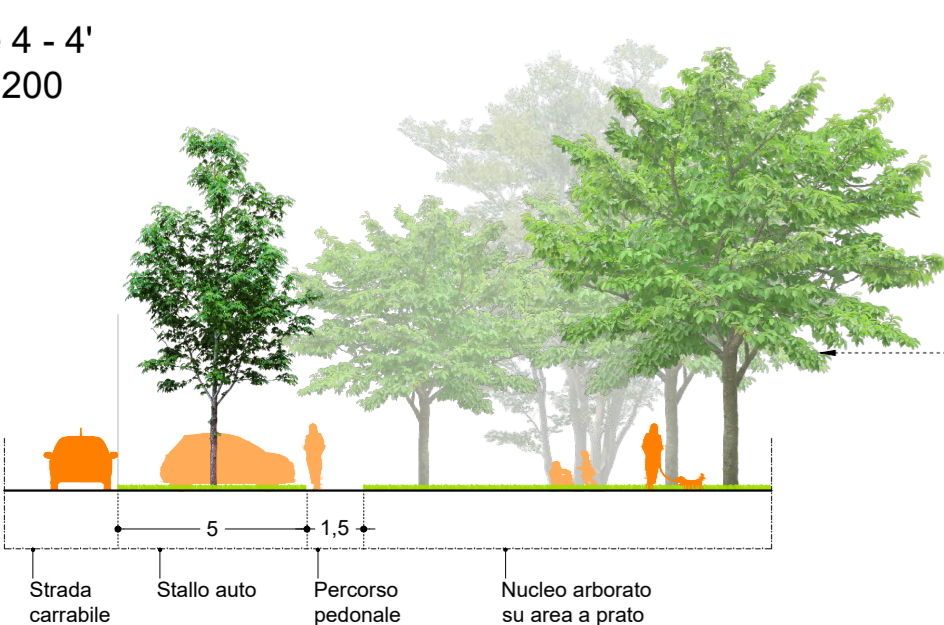 4 - 4'
200
5
1,5
Strada
carrabile
Stallo auto
Percorso
pedonale
Nucleo arborato
su area a prato